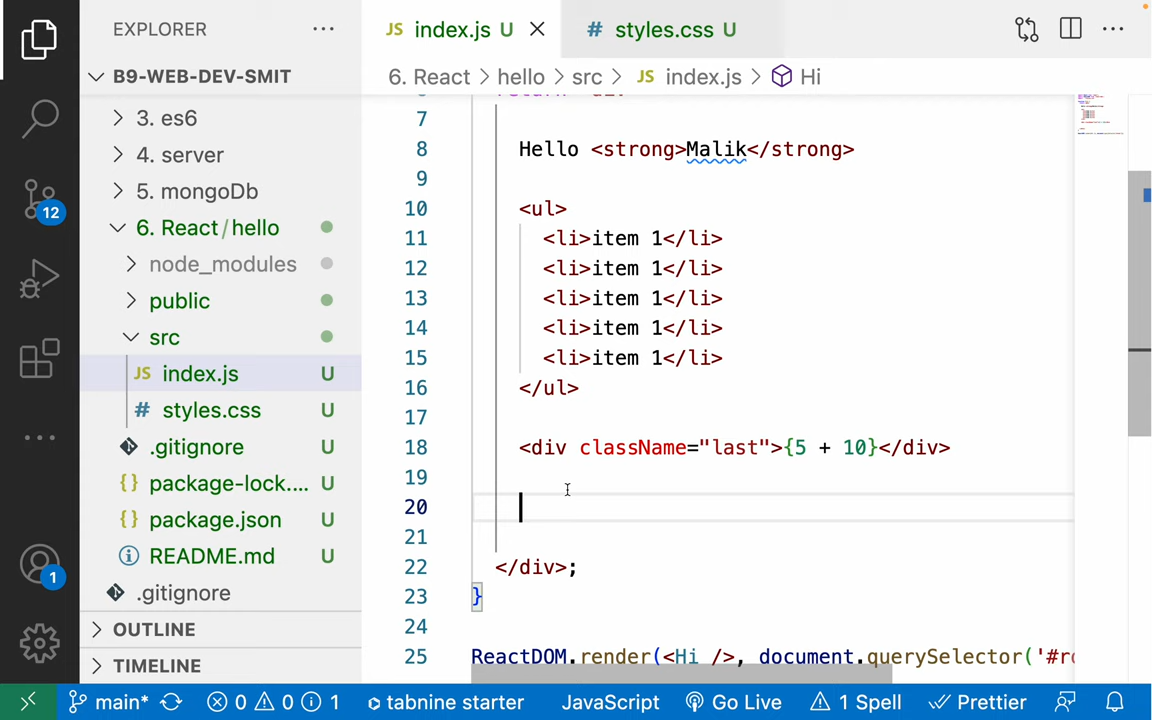 EXPLORER
B9-WEB-DEV-SMIT
3. es6
4. server
5. mongoDb
6. React/hello
node_modules
public
src
JS index.js U
# styles.css U
.gitignore U
{} package-lock.... U
{} package.json U
README.md U
.gitignore
OUTLINE
TIMELINE
12
1
JS index.js U
# styles.css U
6. React > hello > src > JS index.js > Hi
7
8 Hello <strong>Malik</strong>
9
10 <ul>
11 <li>item 1</li>
12 <li>item 1</li>
13 <li>item 1</li>
14 <li>item 1</li>
15 <li>item 1</li>
16 </ul>
17
18 <div className="last">{5 + 10}</div>
19
20
21
22 </div>;
23 }
24
25 ReactDOM.render(<Hi />, document.querySelector('#ro
main* 0 0 1 tabnine starter JavaScript Go Live 1 Spell Prettier